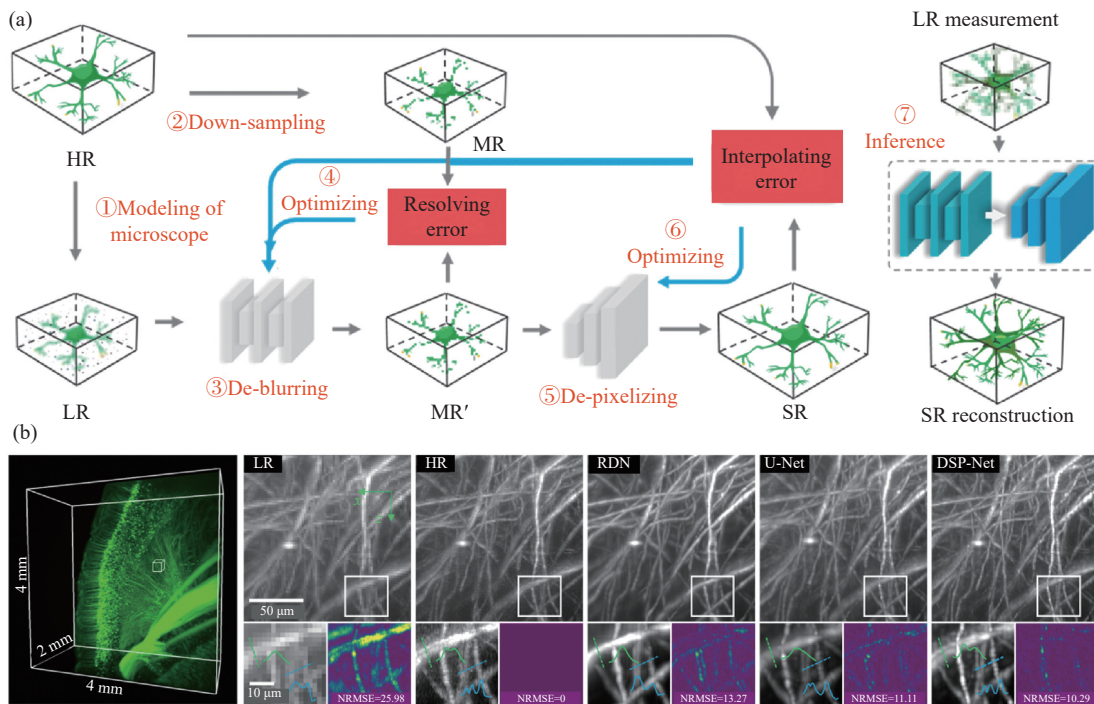 (a)
LR measurement
②Down-sampling
HR
MR
⑦
Inference
Interpolating
error
④
Optimizing
Resolving
error
①Modeling of
microscope
⑥
Optimizing
③De-blurring
⑤De-pixelizing
LR
MR′
SR
SR reconstruction
(b)
4 mm
2 mm
4 mm
LR
HR
RDN
U-Net
DSP-Net
50 μm
10 μm
NRMSE=25.98
NRMSE=0
NRMSE=13.27
NRMSE=11.11
NRMSE=10.29